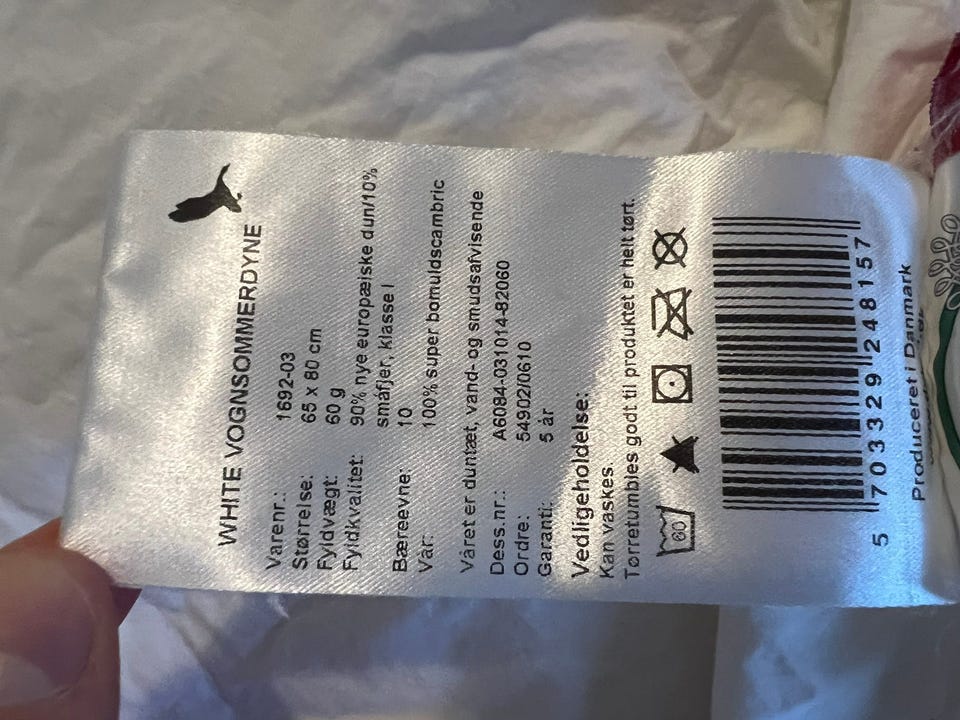 WHITE VOGNSOMMERDYNE
Varenr.: 1692-03
Størrelse. 65 x 80 cm
Fyldvægt: 60 g
Fyldkvalitet: 90% nye europæiske dun/10%
småfjer, klasse I
Bæreevne: 10
Vår: 100% super bomuldscambric
Våret er duntæt, vand- og smudsafvisende
Dess.nr.: A6084-031014-82060
Ordre.: 54902/0610
Garanti: 5 år
Vedligeholdelse:
Kan vaskes
Tørretumbles godt til produktet er helt tørt.
60
5 703329 248157
Produceret i Danmark